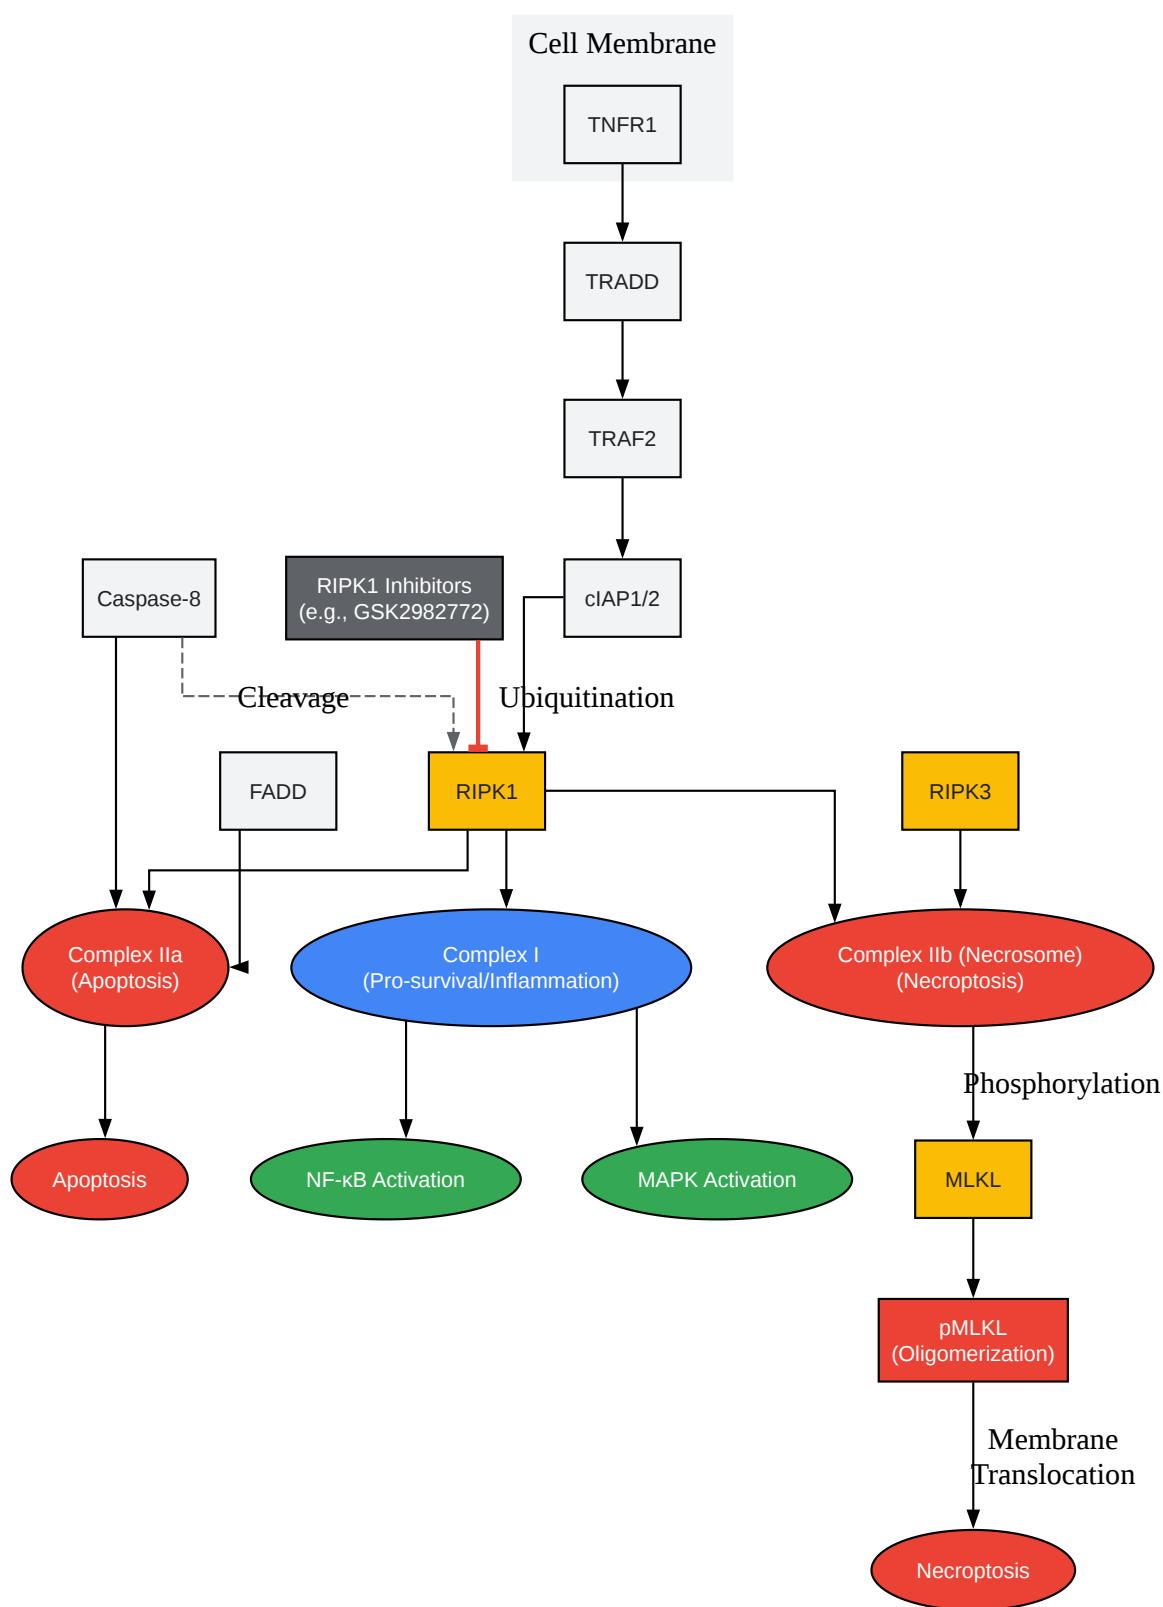 Cell Membrane
TNFR1
TRADD
TRAF2
Caspase-8
RIPK1 Inhibitors
(e.g., GSK2982772)
cIAP1/2
Cleavage
Ubiquitination
FADD
RIPK1
RIPK3
Complex IIa
(Apoptosis)
Complex I
(Pro-survival/Inflammation)
Complex IIb (Necrosome)
(Necroptosis)
Phosphorylation
Apoptosis
NF-κB Activation
MAPK Activation
MLKL
pMLKL
(Oligomerization)
Membrane
Translocation
Necroptosis